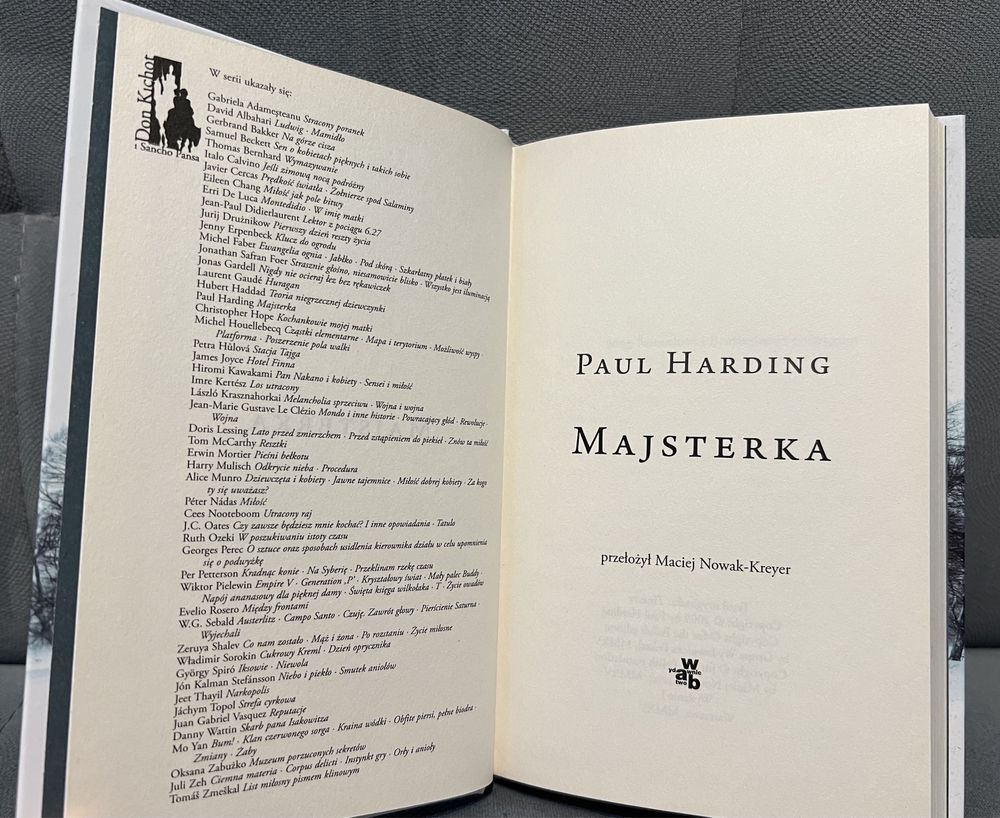 Don Kichot
i Sancho Pansa
W serii ukazały się:
Gabriela Adameşteanu Stracony poranek
David Albahari Ludwig · Mamidło
Gerbrand Bakker Na górze cisza
Samuel Beckett Sen o kobietach pięknych i takich sobie
Thomas Bernhard Wymazywanie
Italo Calvino Jeśli zimową nocą podróżny
Javier Cercas Prędkość światła · Żołnierze spod Salaminy
Eileen Chang Miłość jak pole bitwy
Erri De Luca Montedidio · W imię matki
Jean-Paul Didierlaurent Lektor z pociągu 6.27
Jurij Drużnikow Pierwszy dzień reszty życia
Jenny Erpenbeck Klucz do ogrodu
Michel Faber Ewangelia ognia · Jabłko · Pod skórą · Szkarłatny płatek i biały
Jonathan Safran Foer Strasznie głośno, niesamowicie blisko · Wszystko jest iluminacją
Jonas Gardell Nigdy nie ocieraj łez bez rękawiczek
Laurent Gaudé Huragan
Hubert Haddad Teoria niegrzecznej dziewczynki
Paul Harding Majsterka
Christopher Hope Kochankowie mojej matki
Michel Houellebecq Cząstki elementarne · Mapa i terytorium · Możliwość wyspy ·
Platforma · Poszerzenie pola walki
Petra Hůlová Stacja Tajga
James Joyce Hotel Finna
Hiromi Kawakami Pan Nakano i kobiety · Sensei i miłość
Imre Kertész Los utracony
László Krasznahorkai Melancholia sprzeciwu · Wojna i wojna
Jean-Marie Gustave Le Clézio Mondo i inne historie · Powracający głód · Rewolucje ·
Wojna
Doris Lessing Lato przed zmierzchem · Przed zstąpieniem do piekieł · Znów ta miłość
Tom McCarthy Resztki
Erwin Mortier Pieśni bełkotu
Harry Mulisch Odkrycie nieba · Procedura
Alice Munro Dziewczęta i kobiety · Jawne tajemnice · Miłość dobrej kobiety · Za kogo
ty się uważasz?
Péter Nádas Miłość
Cees Nooteboom Utracony raj
J.C. Oates Czy zawsze będziesz mnie kochać? I inne opowiadania · Tatulo
Ruth Ozeki W poszukiwaniu istoty czasu
Georges Perec O sztuce oraz sposobach usidlenia kierownika działu w celu upomnienia
się o podwyżkę
Per Petterson Kradnąc konie · Na Syberię · Przeklinam rzekę czasu
Wiktor Pielewin Empire V · Generation ‚P’ · Kryształowy świat · Mały palec Buddy ·
Napój ananasowy dla pięknej damy · Święta księga wilkołaka · T · Życie owadów
Evelio Rosero Między frontami
W.G. Sebald Austerlitz · Campo Santo · Czuję. Zawrót głowy · Pierścienie Saturna ·
Wyjechali
Zeruya Shalev Co nam zostało · Mąż i żona · Po rozstaniu · Życie miłosne
Władimir Sorokin Cukrowy Kreml · Dzień oprycznika
György Spiró Iksowie · Niewola
Jón Kalman Stefánsson Niebo i piekło · Smutek aniołów
Jeet Thayil Narkopolis
Jáchym Topol Strefa cyrkowa
Juan Gabriel Vasquez Reputacje
Danny Wattin Skarb pana Isakowitza
Mo Yan Bum! · Klan czerwonego sorga · Kraina wódki · Obfite piersi, pełne biodra ·
Zmiany · Żaby
Oksana Zabużko Muzeum porzuconych sekretów
Juli Zeh Ciemna materia · Corpus delicti · Instynkt gry · Orły i anioły
Tomáš Zmeškal List miłosny pismem klinowym
PAUL HARDING
MAJSTERKA
przełożył Maciej Nowak-Kreyer
w
ydawnic
ab
two